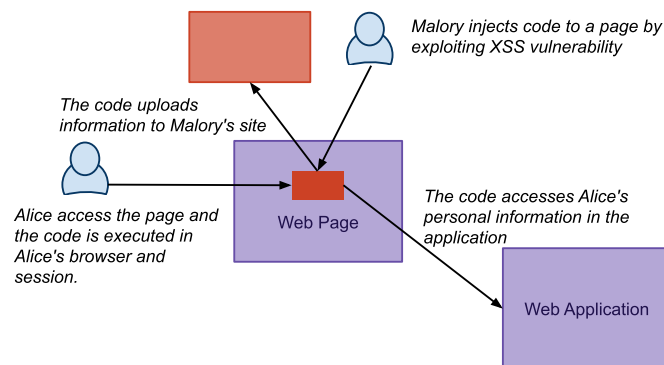 Malory injects code to a page by
exploiting XSS vulnerability
The code uploads
information to Malory's site
Alice access the page and
the code is executed in
Alice's browser and
session.
Web Page
The code accesses Alice's
personal information in the
application
Web Application